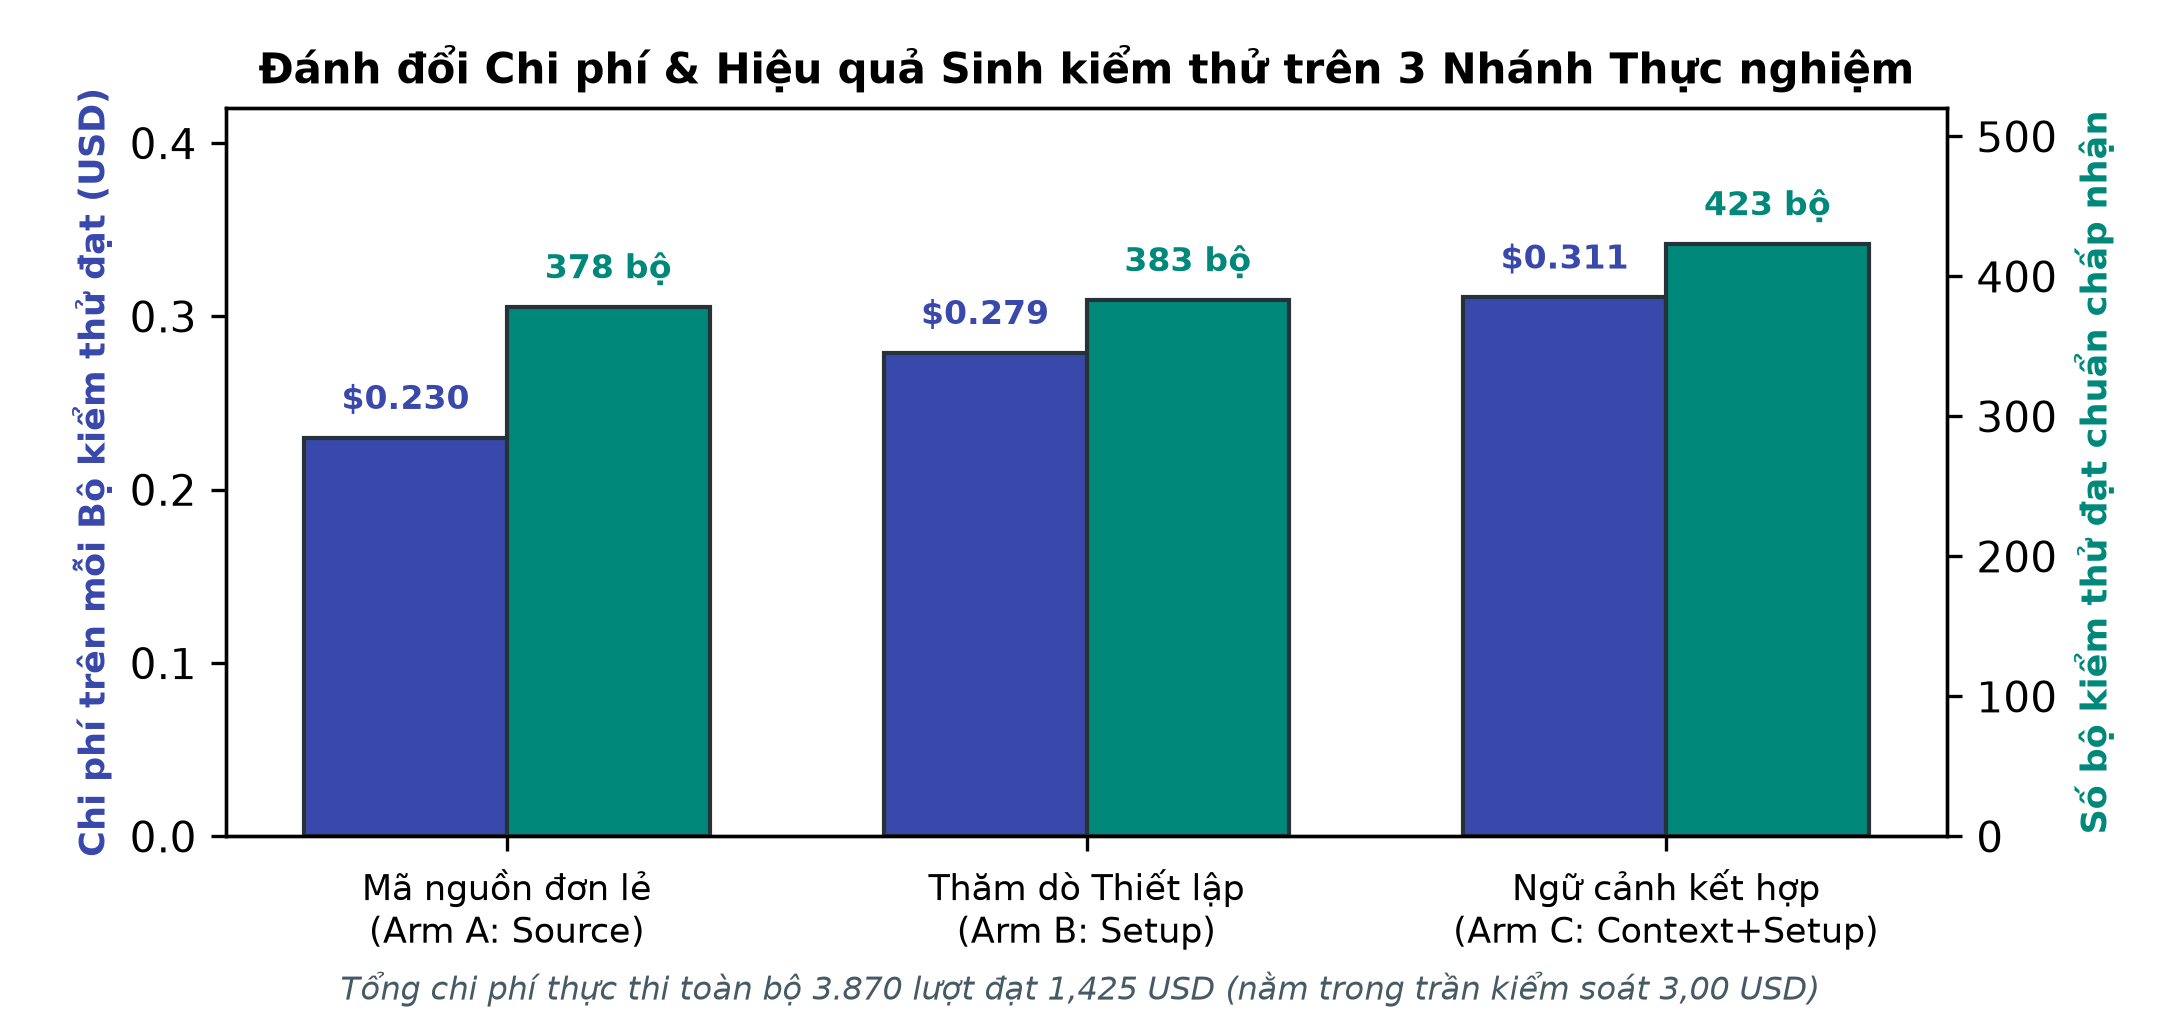 Đánh đổi Chi phí & Hiệu quả Sinh kiểm thử trên 3 Nhánh Thực nghiệm
Chi phí trên mỗi Bộ kiểm thử đạt (USD)
0.4
0.3
0.2
0.1
0.0
$0.230
378 bộ
$0.279
383 bộ
$0.311
423 bộ
500
400
300
200
100
0
Số bộ kiểm thử đạt chuẩn chấp nhận
Mã nguồn đơn lẻ
(Arm A: Source)
Thăm dò Thiết lập
(Arm B: Setup)
Ngữ cảnh kết hợp
(Arm C: Context+Setup)
Tổng chi phí thực thi toàn bộ 3.870 lượt đạt 1,425 USD (nằm trong trần kiểm soát 3,00 USD)